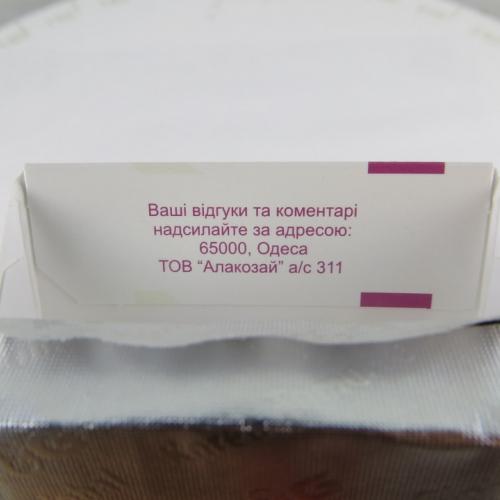 Ваші відгуки та коментарі
надсилайте за адресою:
65000, Одеса
ТОВ “Алакозай” а/с 311